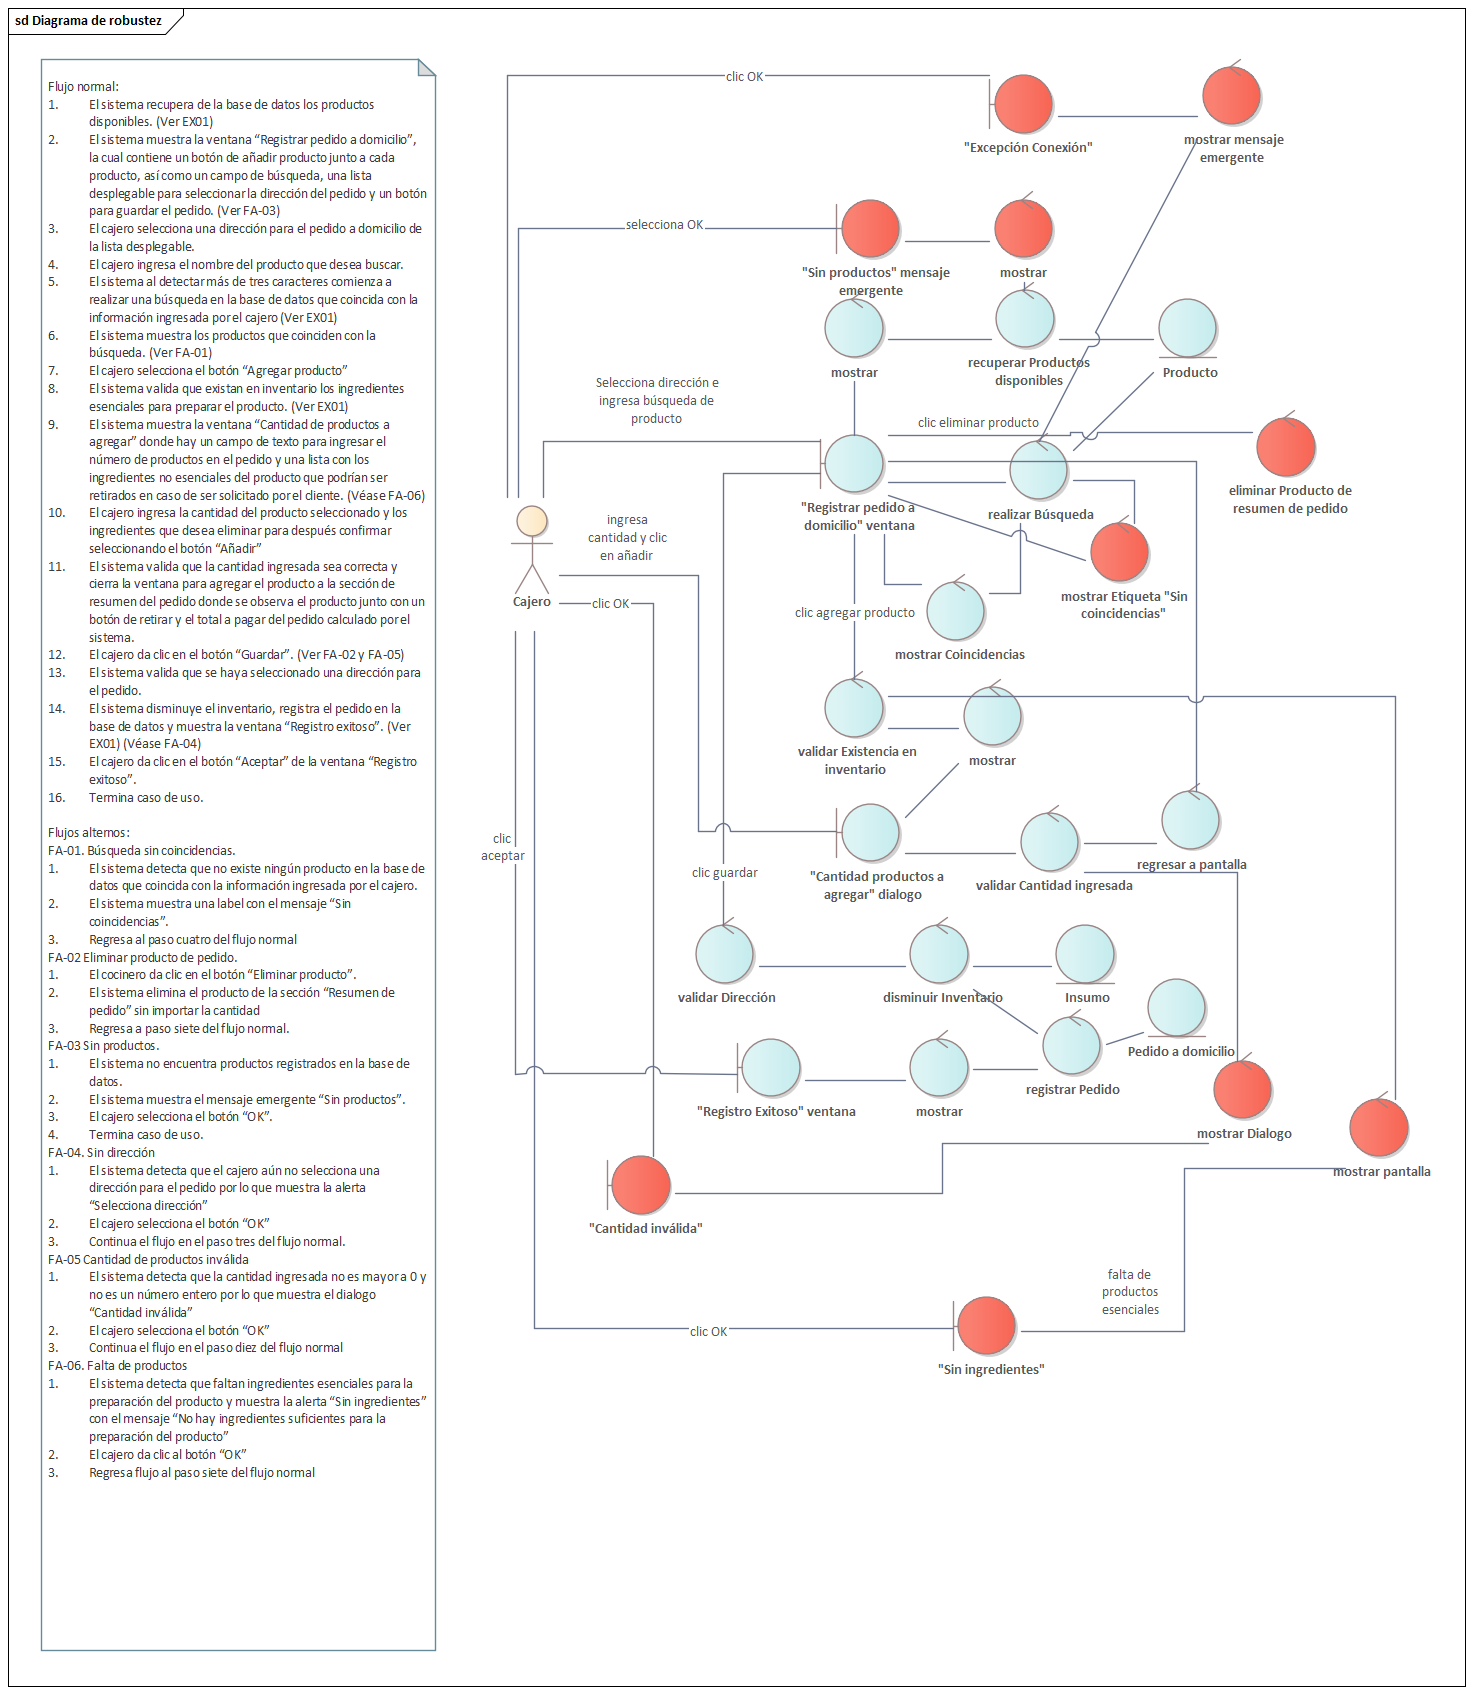 sd Diagrama de robustez
Flujo normal:
1. El sistema recupera de la base de datos los productos
disponibles. (Ver EX01)
2. El sistema muestra la ventana “Registrar pedido a domicilio”,
la cual contiene un botón de añadir producto junto a cada
producto, así como un campo de búsqueda, una lista
desplegable para seleccionar la dirección del pedido y un botón
para guardar el pedido. (Ver FA-03)
3. El cajero selecciona una dirección para el pedido a domicilio de
la lista desplegable.
4. El cajero ingresa el nombre del producto que desea buscar.
5. El sistema al detectar más de tres caracteres comienza a
realizar una búsqueda en la base de datos que coincida con la
información ingresada por el cajero (Ver EX01)
6. El sistema muestra los productos que coinciden con la
búsqueda. (Ver FA-01)
7. El cajero selecciona el botón “Agregar producto”
8. El sistema valida que existan en inventario los ingredientes
esenciales para preparar el producto. (Ver EX01)
9. El sistema muestra la ventana “Cantidad de productos a
agregar” donde hay un campo de texto para ingresar el
número de productos en el pedido y una lista con los
ingredientes no esenciales del producto que podrían ser
retirados en caso de ser solicitado por el cliente. (Véase FA-06)
10. El cajero ingresa la cantidad del producto seleccionado y los
ingredientes que desea eliminar para después confirmar
seleccionando el botón “Añadir”
11. El sistema valida que la cantidad ingresada sea correcta y
cierra la ventana para agregar el producto a la sección de
resumen del pedido donde se observa el producto junto con un
botón de retirar y el total a pagar del pedido calculado por el
sistema.
12. El cajero da clic en el botón “Guardar”. (Ver FA-02 y FA-05)
13. El sistema valida que se haya seleccionado una dirección para
el pedido.
14. El sistema disminuye el inventario, registra el pedido en la
base de datos y muestra la ventana “Registro exitoso”. (Ver
EX01) (Véase FA-04)
15. El cajero da clic en el botón “Aceptar” de la ventana “Registro
exitoso”.
16. Termina caso de uso.
Flujos alternos:
FA-01. Búsqueda sin coincidencias.
1. El sistema detecta que no existe ningún producto en la base de
datos que coincida con la información ingresada por el cajero.
2. El sistema muestra una label con el mensaje “Sin
coincidencias”.
3. Regresa al paso cuatro del flujo normal
FA-02 Eliminar producto de pedido.
1. El cocinero da clic en el botón “Eliminar producto”.
2. El sistema elimina el producto de la sección “Resumen de
pedido” sin importar la cantidad
3. Regresa a paso siete del flujo normal.
FA-03 Sin productos.
1. El sistema no encuentra productos registrados en la base de
datos.
2. El sistema muestra el mensaje emergente “Sin productos”.
3. El cajero selecciona el botón “OK”.
4. Termina caso de uso.
FA-04. Sin dirección
1. El sistema detecta que el cajero aún no selecciona una
dirección para el pedido por lo que muestra la alerta
“Selecciona dirección”
2. El cajero selecciona el botón “OK”
3. Continua el flujo en el paso tres del flujo normal.
FA-05 Cantidad de productos inválida
1. El sistema detecta que la cantidad ingresada no es mayor a 0 y
no es un número entero por lo que muestra el dialogo
“Cantidad inválida”
2. El cajero selecciona el botón “OK”
3. Continua el flujo en el paso diez del flujo normal
FA-06. Falta de productos
1. El sistema detecta que faltan ingredientes esenciales para la
preparación del producto y muestra la alerta “Sin ingredientes”
con el mensaje “No hay ingredientes suficientes para la
preparación del producto”
2. El cajero da clic al botón “OK”
3. Regresa flujo al paso siete del flujo normal
clic OK
"Excepción Conexión"
mostrar mensaje
emergente
selecciona OK
"Sin productos" mensaje
emergente
mostrar
mostrar
recuperar Productos
disponibles
Producto
Selecciona dirección e
ingresa búsqueda de
producto
clic eliminar producto
eliminar Producto de
resumen de pedido
"Registrar pedido a
domicilio" ventana
realizar Búsqueda
ingresa
cantidad y clic
en añadir
Cajero
clic OK
mostrar Etiqueta "Sin
coincidencias"
clic agregar producto
mostrar Coincidencias
validar Existencia en
inventario
mostrar
clic
aceptar
clic guardar
"Cantidad productos a
agregar" dialogo
validar Cantidad ingresada
regresar a pantalla
validar Dirección
disminuir Inventario
Insumo
Pedido a domicilio
registrar Pedido
"Registro Exitoso" ventana
mostrar
mostrar Dialogo
mostrar pantalla
"Cantidad inválida"
falta de
productos
esenciales
clic OK
"Sin ingredientes"